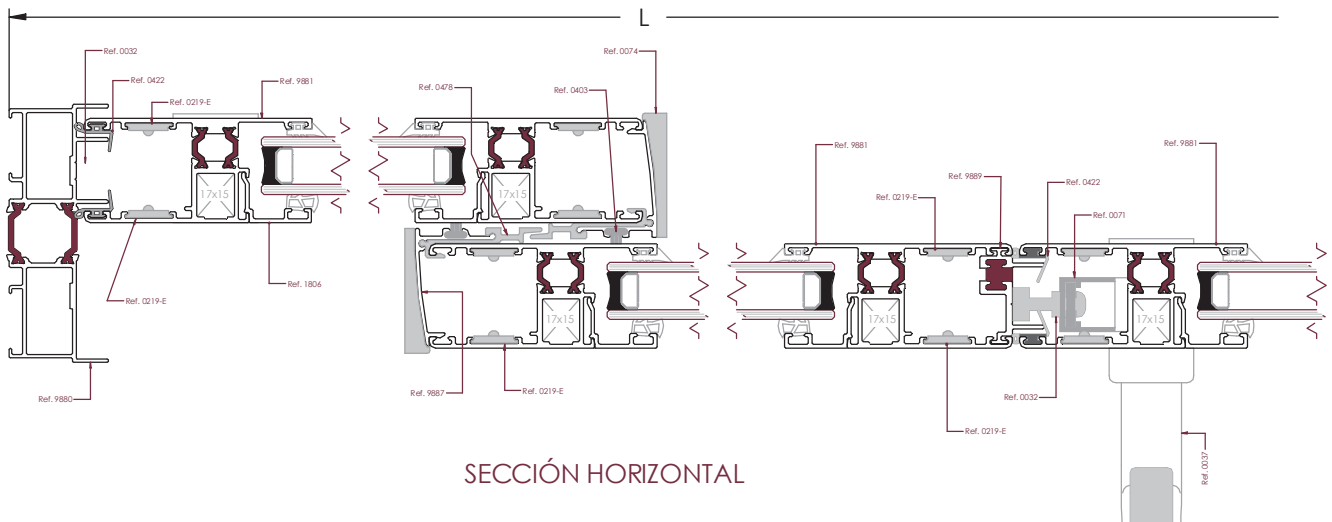 L
Ref. 0032
Ref. 0422
Ref. 0219-E
Ref. 9881
Ref. 0478
Ref. 0403
Ref. 0074
Ref. 9881
Ref. 0219-E
Ref. 9889
Ref. 0422
Ref. 0071
Ref. 9881
17x15
17x15
17x15
17x15
17x15
Ref. 0219-E
Ref. 1806
Ref. 9880
Ref. 9887
Ref. 0219-E
Ref. 0032
Ref. 0219-E
Ref. 0037
SECCIÓN HORIZONTAL